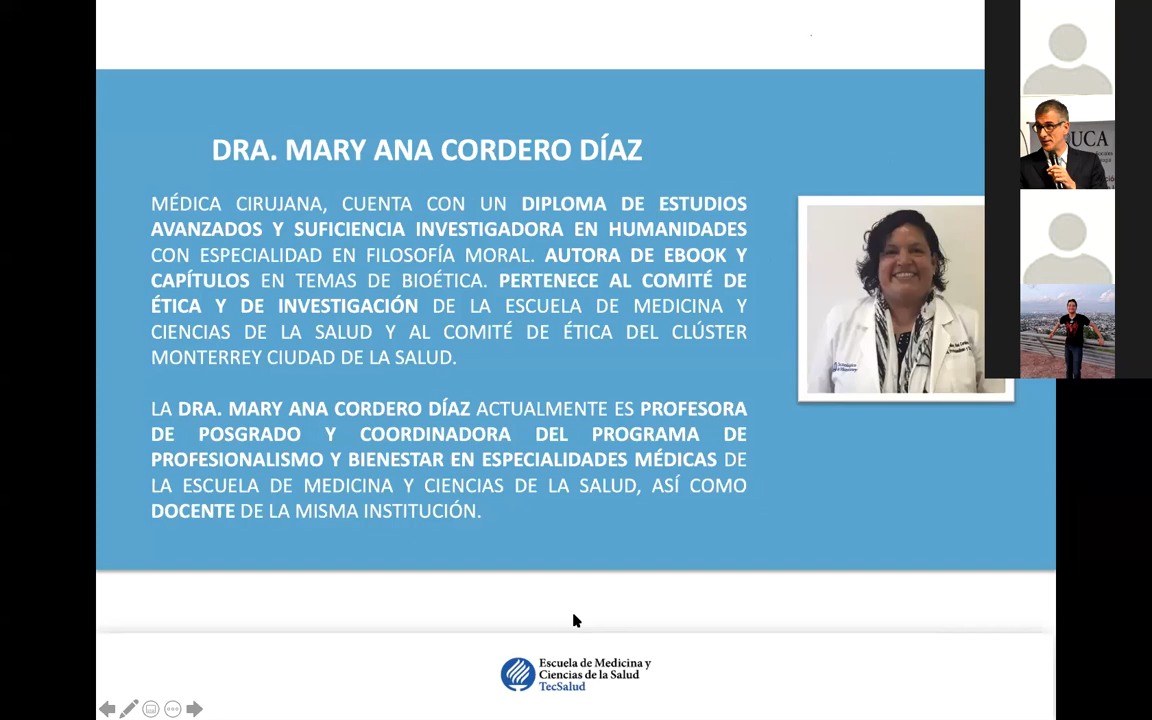 DRA. MARY ANA CORDERO DÍAZ
MÉDICA CIRUJANA, CUENTA CON UN DIPLOMA DE ESTUDIOS
AVANZADOS Y SUFICIENCIA INVESTIGADORA EN HUMANIDADES
CON ESPECIALIDAD EN FILOSOFÍA MORAL. AUTORA DE EBOOK Y
CAPÍTULOS EN TEMAS DE BIOÉTICA. PERTENECE AL COMITÉ DE
ÉTICA Y DE INVESTIGACIÓN DE LA ESCUELA DE MEDICINA Y
CIENCIAS DE LA SALUD Y AL COMITÉ DE ÉTICA DEL CLÚSTER
MONTERREY CIUDAD DE LA SALUD.
LA DRA. MARY ANA CORDERO DÍAZ ACTUALMENTE ES PROFESORA
DE POSGRADO Y COORDINADORA DEL PROGRAMA DE
PROFESIONALISMO Y BIENESTAR EN ESPECIALIDADES MÉDICAS DE
LA ESCUELA DE MEDICINA Y CIENCIAS DE LA SALUD, ASÍ COMO
DOCENTE DE LA MISMA INSTITUCIÓN.
UCA
Escuela de Medicina y
Ciencias de la Salud
TecSalud